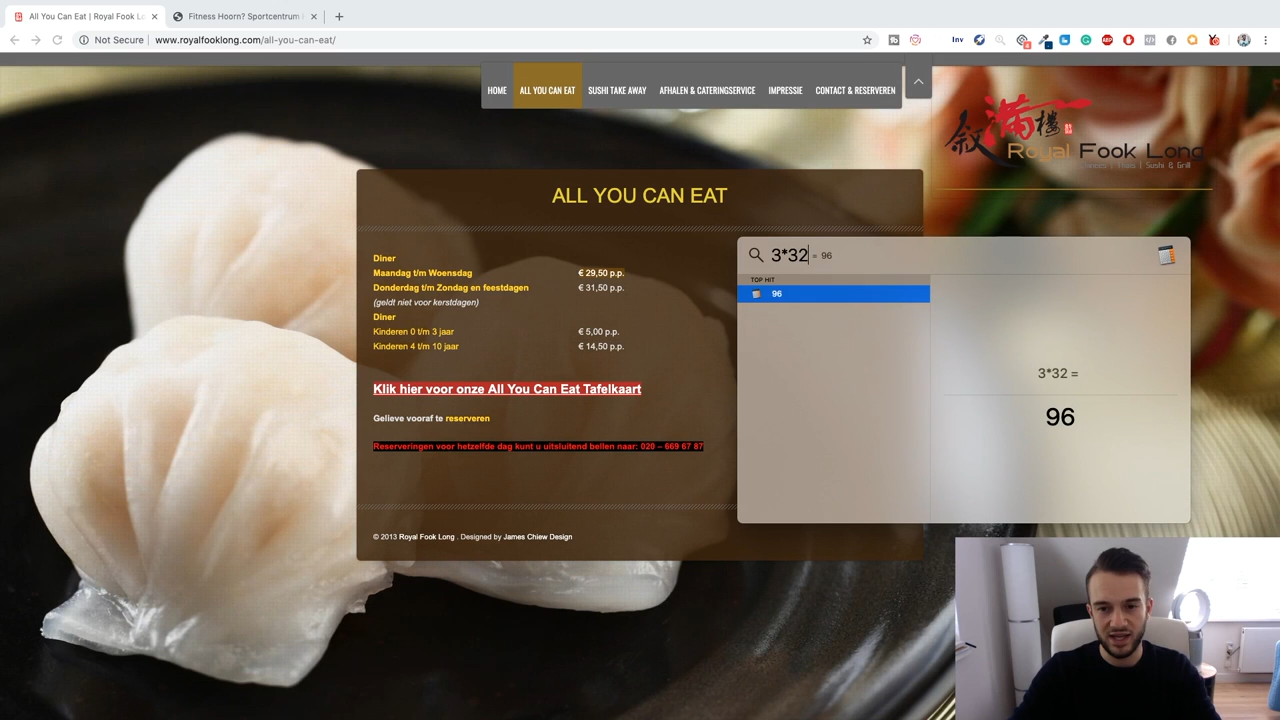 All You Can Eat | Royal Fook Lo
Fitness Hoorn? Sportcentrum
Not Secure
www.royalfooklong.com/all-you-can-eat/
Inv
ABP
HOME
ALL YOU CAN EAT
SUSHI TAKE AWAY
AFHALEN & CATERINGSERVICE
IMPRESSIE
CONTACT & RESERVEREN
叙满樓
Royal Fook Long
ALL YOU CAN EAT
Diner
Maandag t/m Woensdag € 29,50 p.p.
Donderdag t/m Zondag en feestdagen € 31,50 p.p.
(geldt niet voor kerstdagen)
Diner
Kinderen 0 t/m 3 jaar € 5,00 p.p.
Kinderen 4 t/m 10 jaar € 14,50 p.p.
Klik hier voor onze All You Can Eat Tafelkaart
Gelieve vooraf te reserveren
Reserveringen voor hetzelfde dag kunt u uitsluitend bellen naar: 020 – 669 67 87
© 2013 Royal Fook Long . Designed by James Chiew Design
3*32 = 96
TOP HIT
96
3*32 =
96